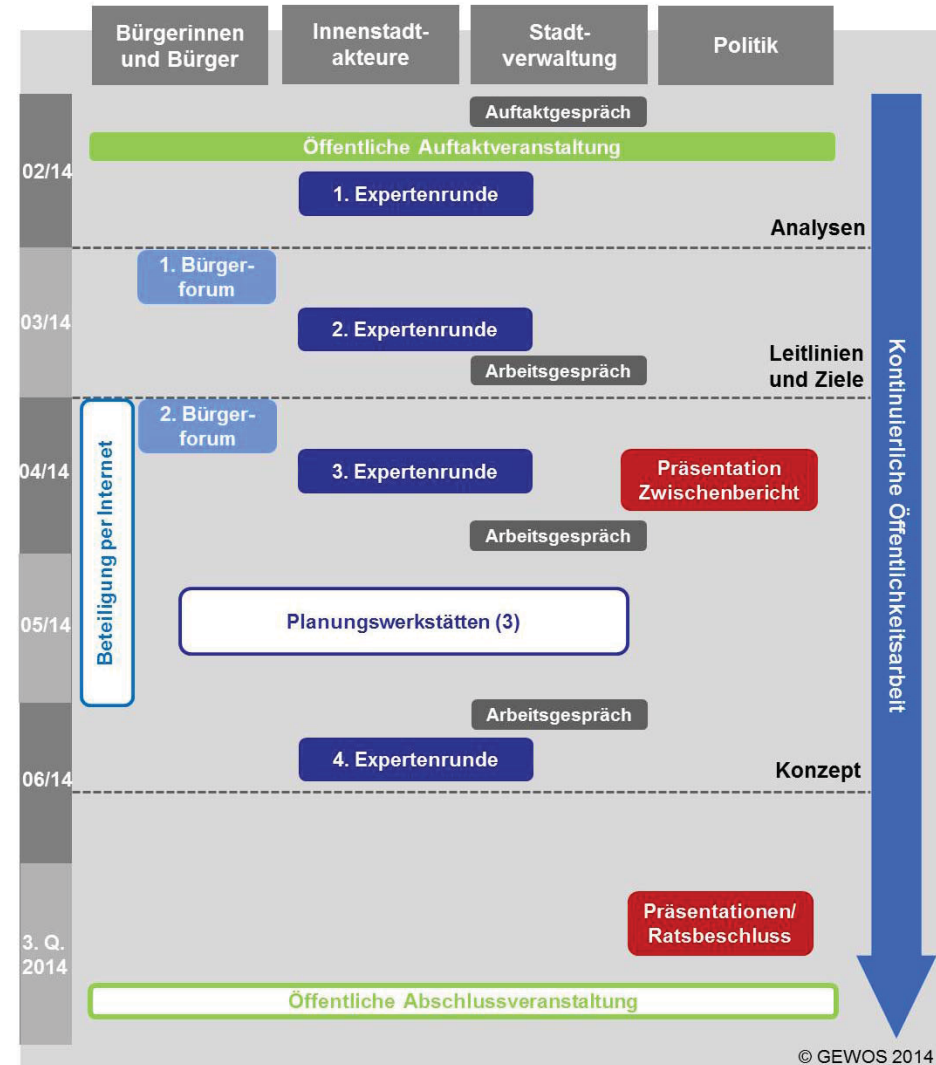 Bürgerinnen
und Bürger
Innenstadt-
akteure
Stadt-
verwaltung
Politik
Auftaktgespräch
Öffentliche Auftaktveranstaltung
02/14
1. Expertenrunde
Analysen
1. Bürger-
forum
03/14
2. Expertenrunde
Arbeitsgespräch
Leitlinien
und Ziele
2. Bürger-
forum
04/14
3. Expertenrunde
Präsentation
Zwischenbericht
Arbeitsgespräch
Beteiligung per Internet
05/14
Planungswerkstätten (3)
Arbeitsgespräch
06/14
4. Expertenrunde
Konzept
Kontinuierliche Öffentlichkeitsarbeit
Präsentationen/
Ratsbeschluss
3. Q.
2014
Öffentliche Abschlussveranstaltung
© GEWOS 2014